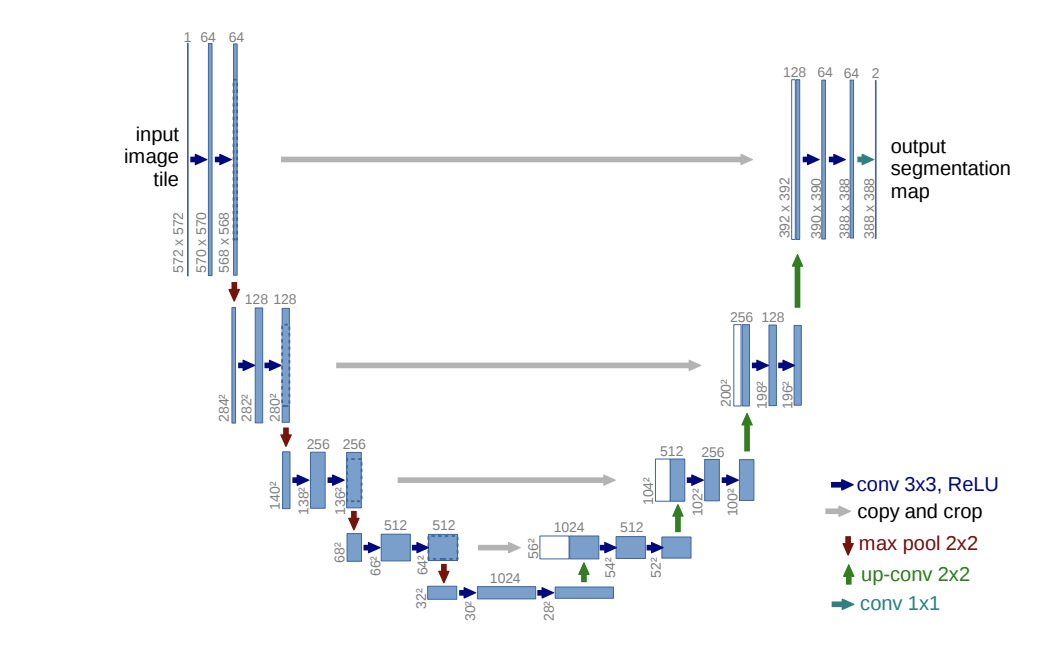 1 64 64
input
image
tile
572 x 572
570 x 570
568 x 568
128 64 64 2
output
segmentation
map
392 x 392
390 x 390
388 x 388
388 x 388
128 128
284²
282²
280²
256 128
200²
198²
196²
256 256
140²
138²
136²
512 256
104²
102²
100²
512 512
68²
66²
64²
1024 512
56²
54²
52²
1024
32²
30²
28²
conv 3x3, ReLU
copy and crop
max pool 2x2
up-conv 2x2
conv 1x1